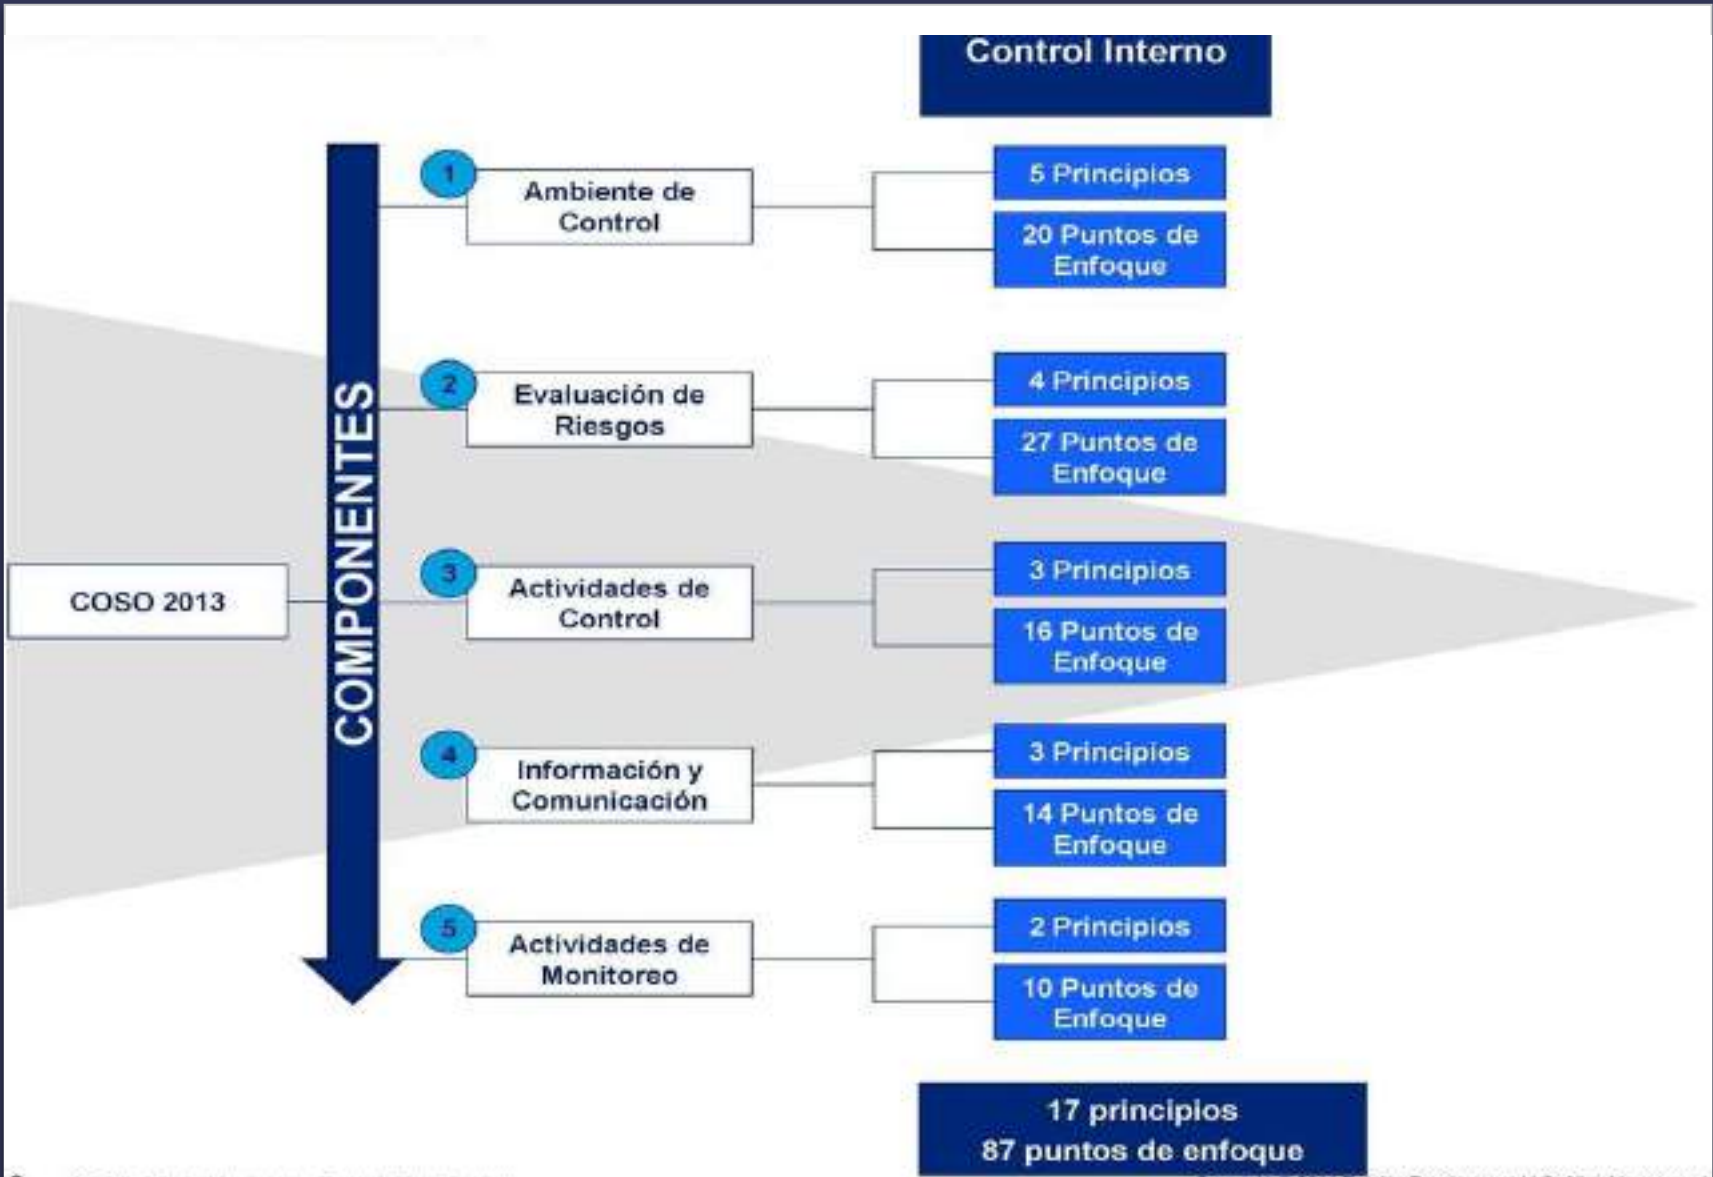 Control Interno
COMPONENTES
COSO 2013
1
Ambiente de
Control
5 Principios
20 Puntos de
Enfoque
2
Evaluación de
Riesgos
4 Principios
27 Puntos de
Enfoque
3
Actividades de
Control
3 Principios
16 Puntos de
Enfoque
4
Información y
Comunicación
3 Principios
14 Puntos de
Enfoque
5
Actividades de
Monitoreo
2 Principios
10 Puntos de
Enfoque
17 principios
87 puntos de enfoque